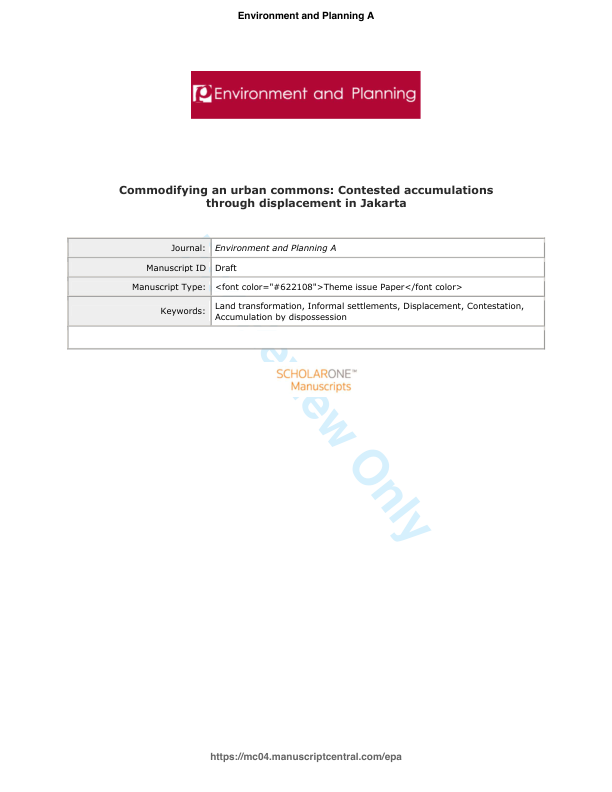 Environment and Planning A
Environment and Planning
Commodifying an urban commons: Contested accumulations
through displacement in Jakarta
Journal: Environment and Planning A
Manuscript ID Draft
Manuscript Type: <font color="#622108">Theme issue Paper</font color>
Keywords: Land transformation, Informal settlements, Displacement, Contestation,
Accumulation by dispossession
SCHOLARONE™
Manuscripts
ew Only
https://mc04.manuscriptcentral.com/epa